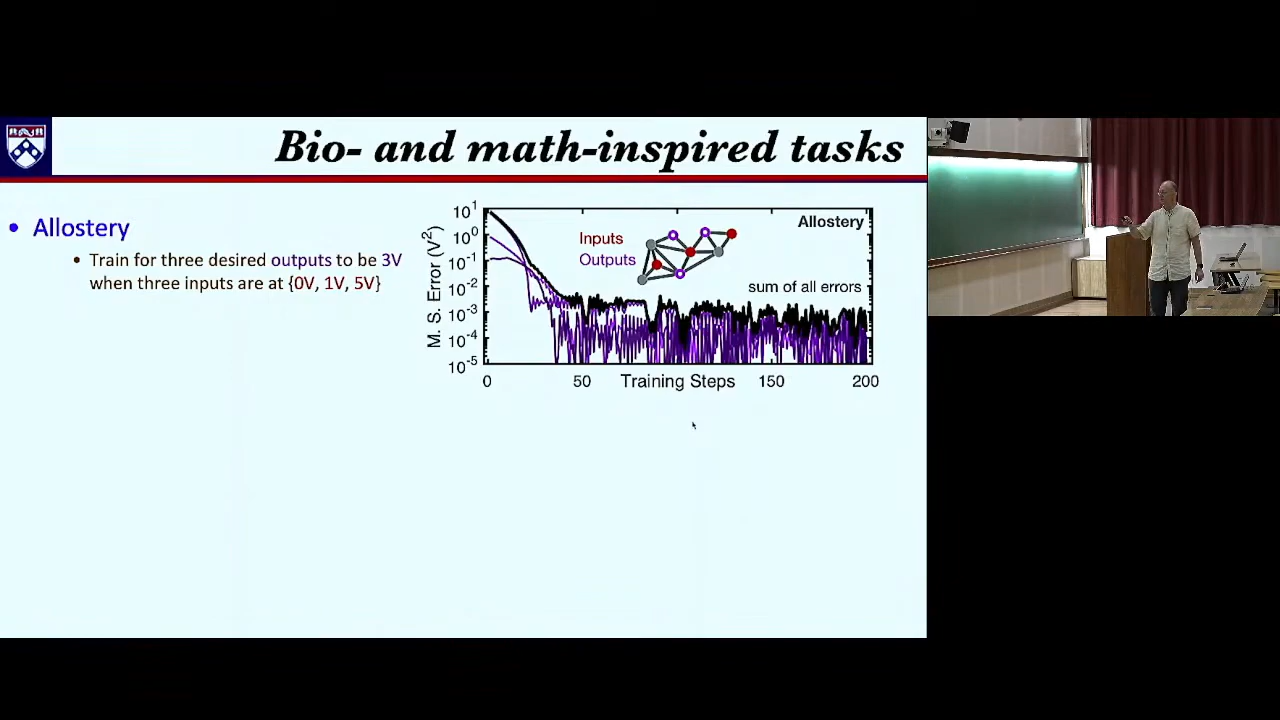 Bio- and math-inspired tasks
• Allostery
• Train for three desired outputs to be 3V
when three inputs are at {0V, 1V, 5V}
Allostery
Inputs
Outputs
sum of all errors
M. S. Error (V²)
10¹
10⁰
10⁻¹
10⁻²
10⁻³
10⁻⁴
10⁻⁵
0 50 Training Steps 150 200